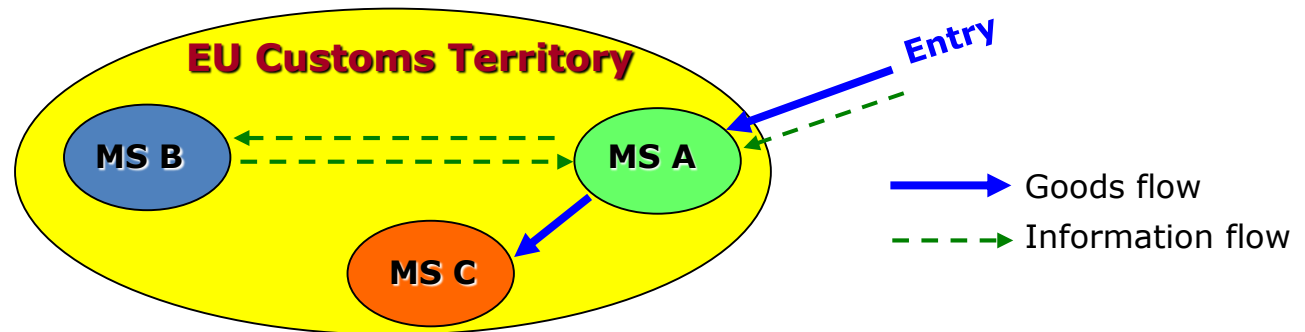 Entry
EU Customs Territory
MS B
MS A
MS C
Goods flow
Information flow